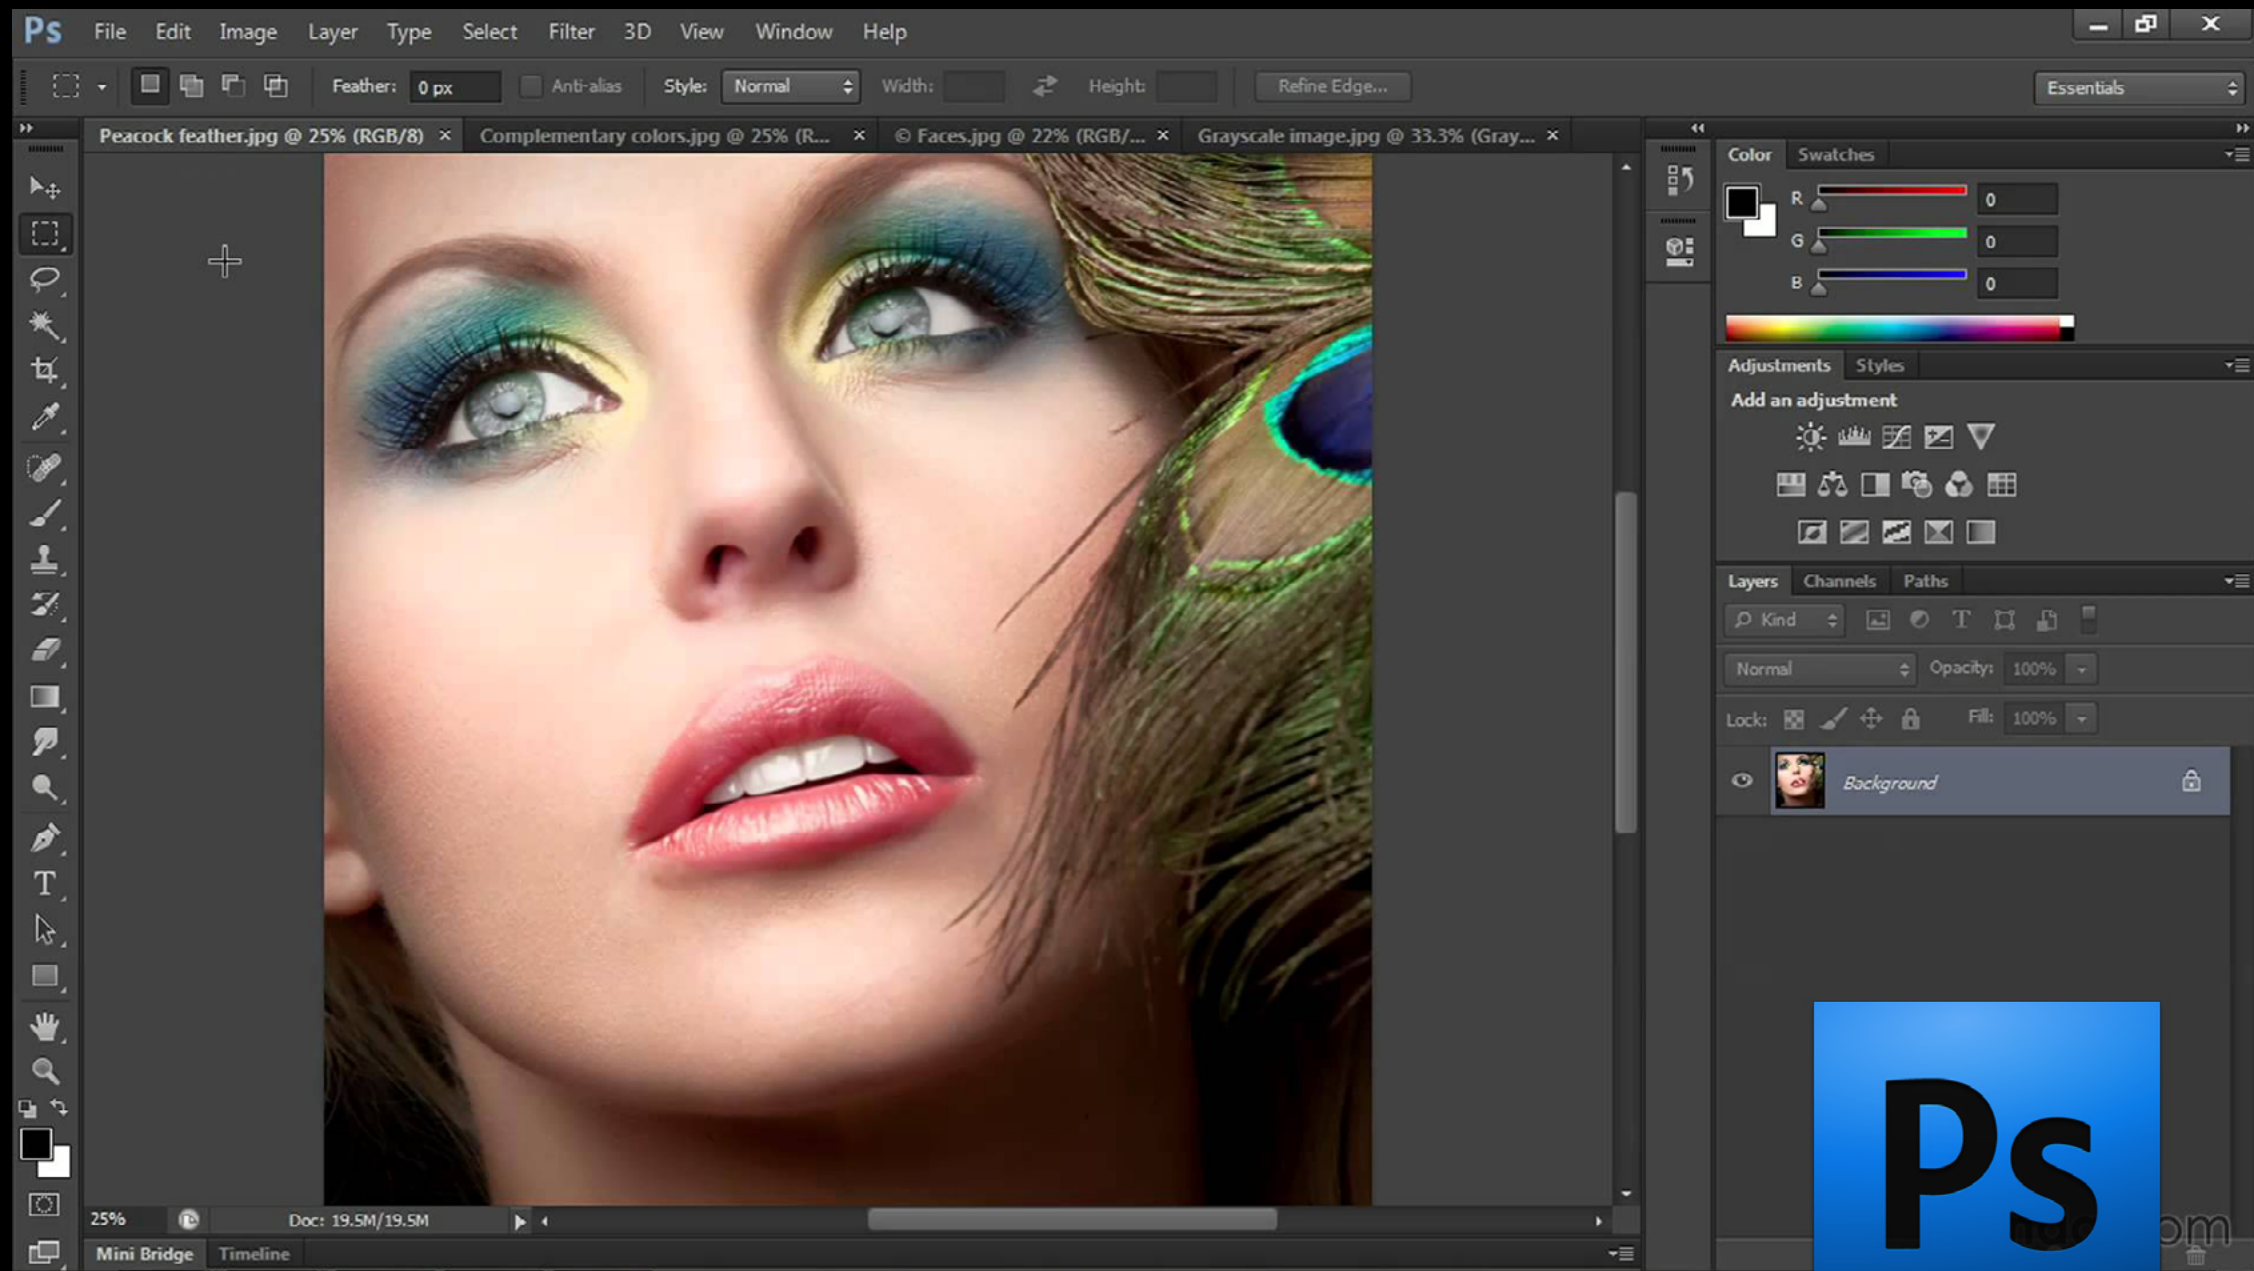 Ps File Edit Image Layer Type Select Filter 3D View Window Help
Feather: 0 px Anti-alias Style: Normal Width: Height: Refine Edge... Essentials
Peacock feather.jpg @ 25% (RGB/8) × Complementary colors.jpg @ 25% (R... × © Faces.jpg @ 22% (RGB/... × Grayscale image.jpg @ 33.3% (Gray... ×
Color Swatches
R 0
G 0
B 0
Adjustments Styles
Add an adjustment
Layers Channels Paths
Kind
Normal Opacity: 100%
Lock: Fill: 100%
Background
Ps
25% Doc: 19.5M/19.5M
Mini Bridge Timeline